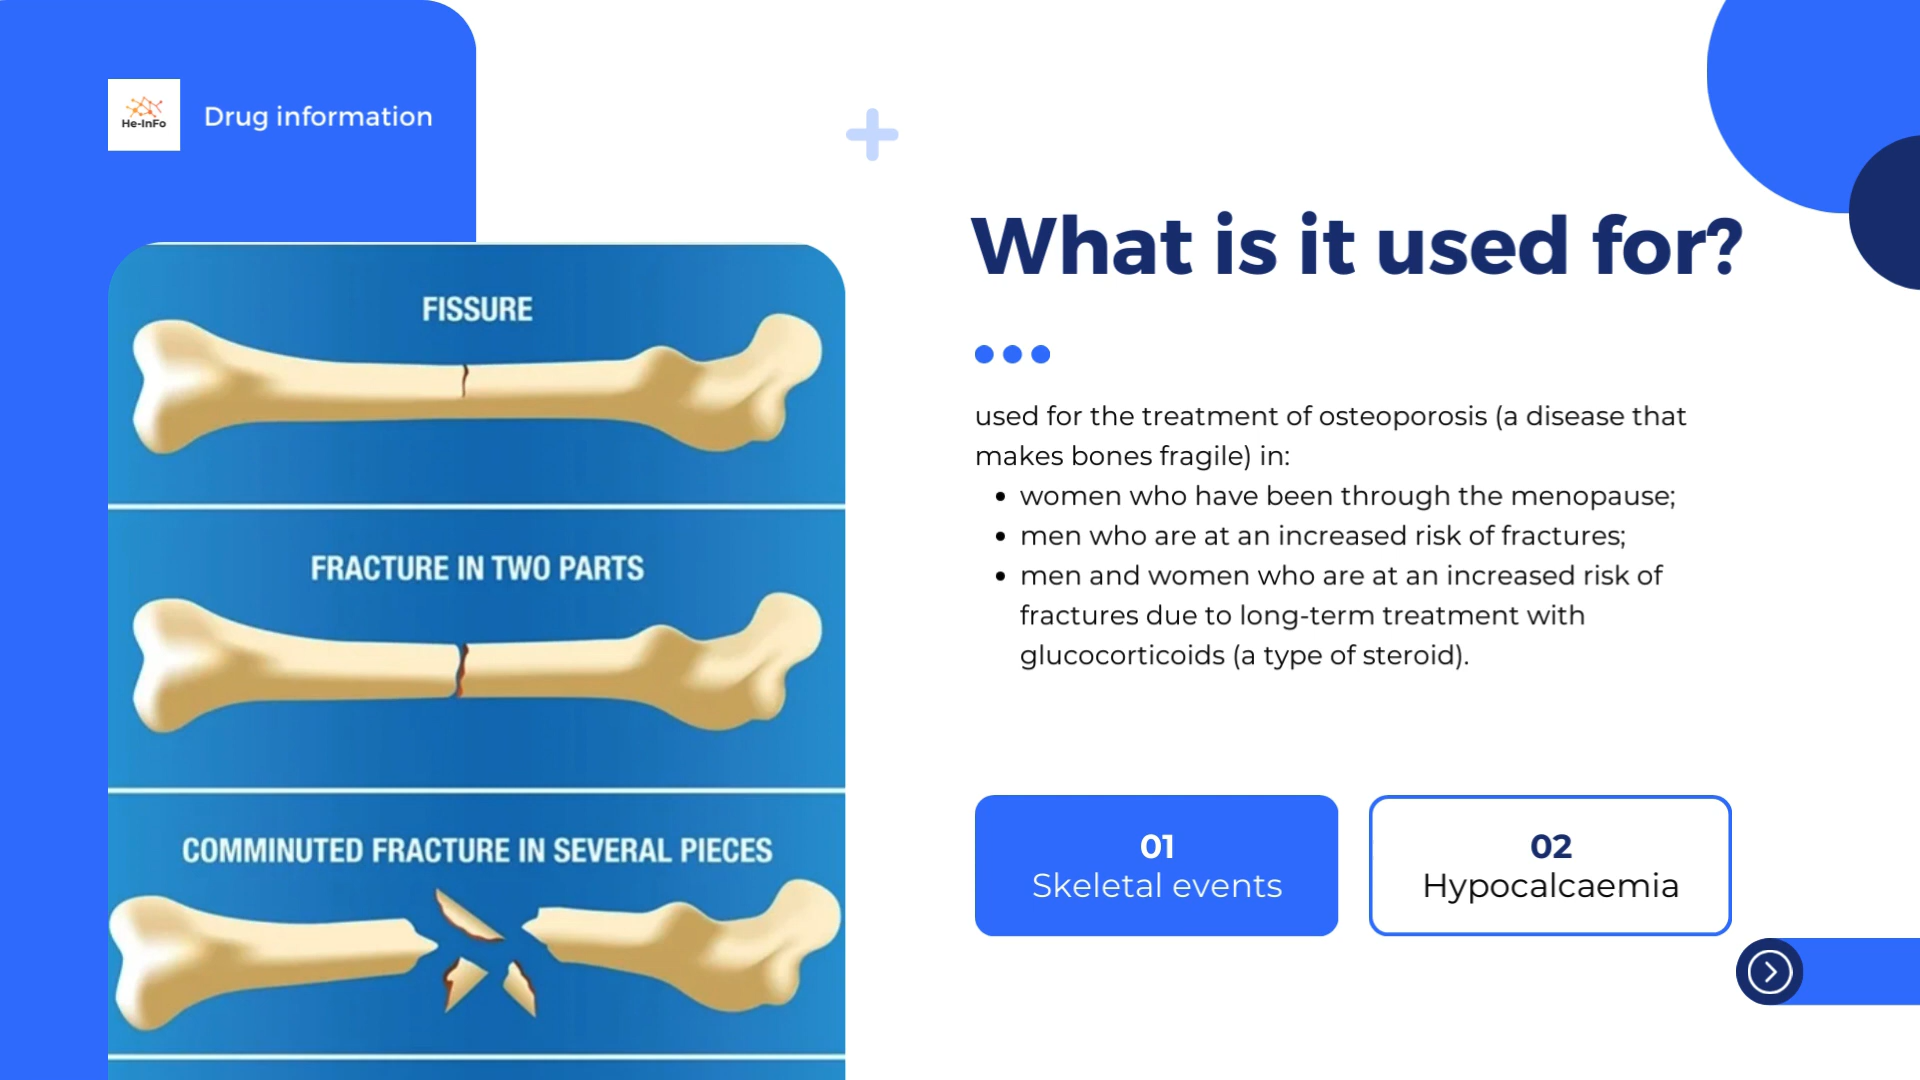 He-InFo
Drug information
FISSURE
FRACTURE IN TWO PARTS
COMMINUTED FRACTURE IN SEVERAL PIECES
What is it used for?
used for the treatment of osteoporosis (a disease that
makes bones fragile) in:
• women who have been through the menopause;
• men who are at an increased risk of fractures;
• men and women who are at an increased risk of
fractures due to long-term treatment with
glucocorticoids (a type of steroid).
01
Skeletal events
02
Hypocalcaemia